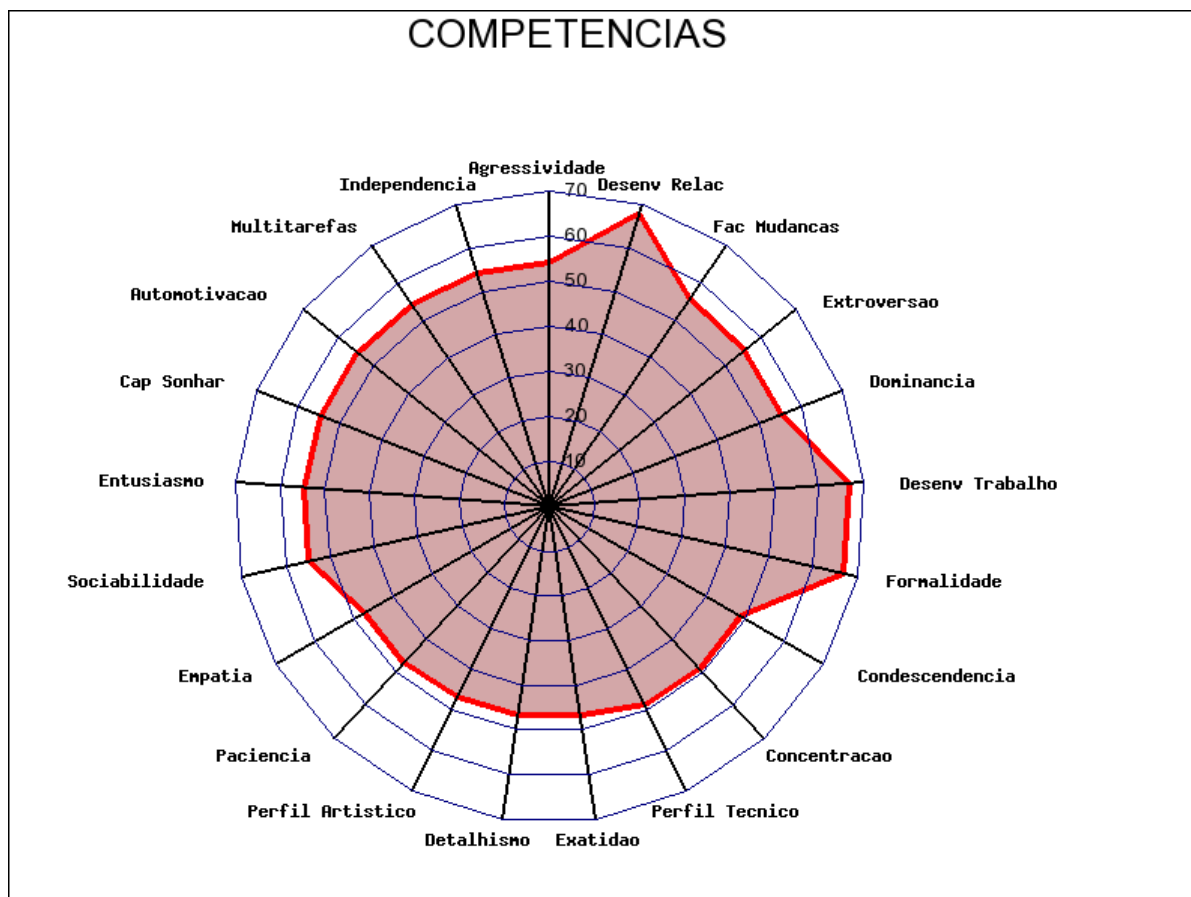 COMPETENCIAS
Agressividade
Independencia
Desenv Relac
70
Multitarefas
Fac Mudancas
60
Automotivacao
50
Extroversao
40
Cap Sonhar
30
Dominancia
20
10
Entusiasmo
Desenv Trabalho
Sociabilidade
Formalidade
Empatia
Condescendencia
Paciencia
Concentracao
Perfil Artistico
Perfil Tecnico
Detalhismo
Exatidao